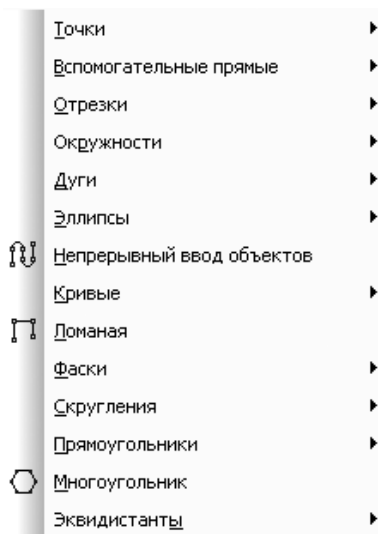 Точки
Вспомогательные прямые
Отрезки
Окружности
Дуги
Эллипсы
Непрерывный ввод объектов
Кривые
Ломаная
Фаски
Скругления
Прямоугольники
Многоугольник
Эквидистанты